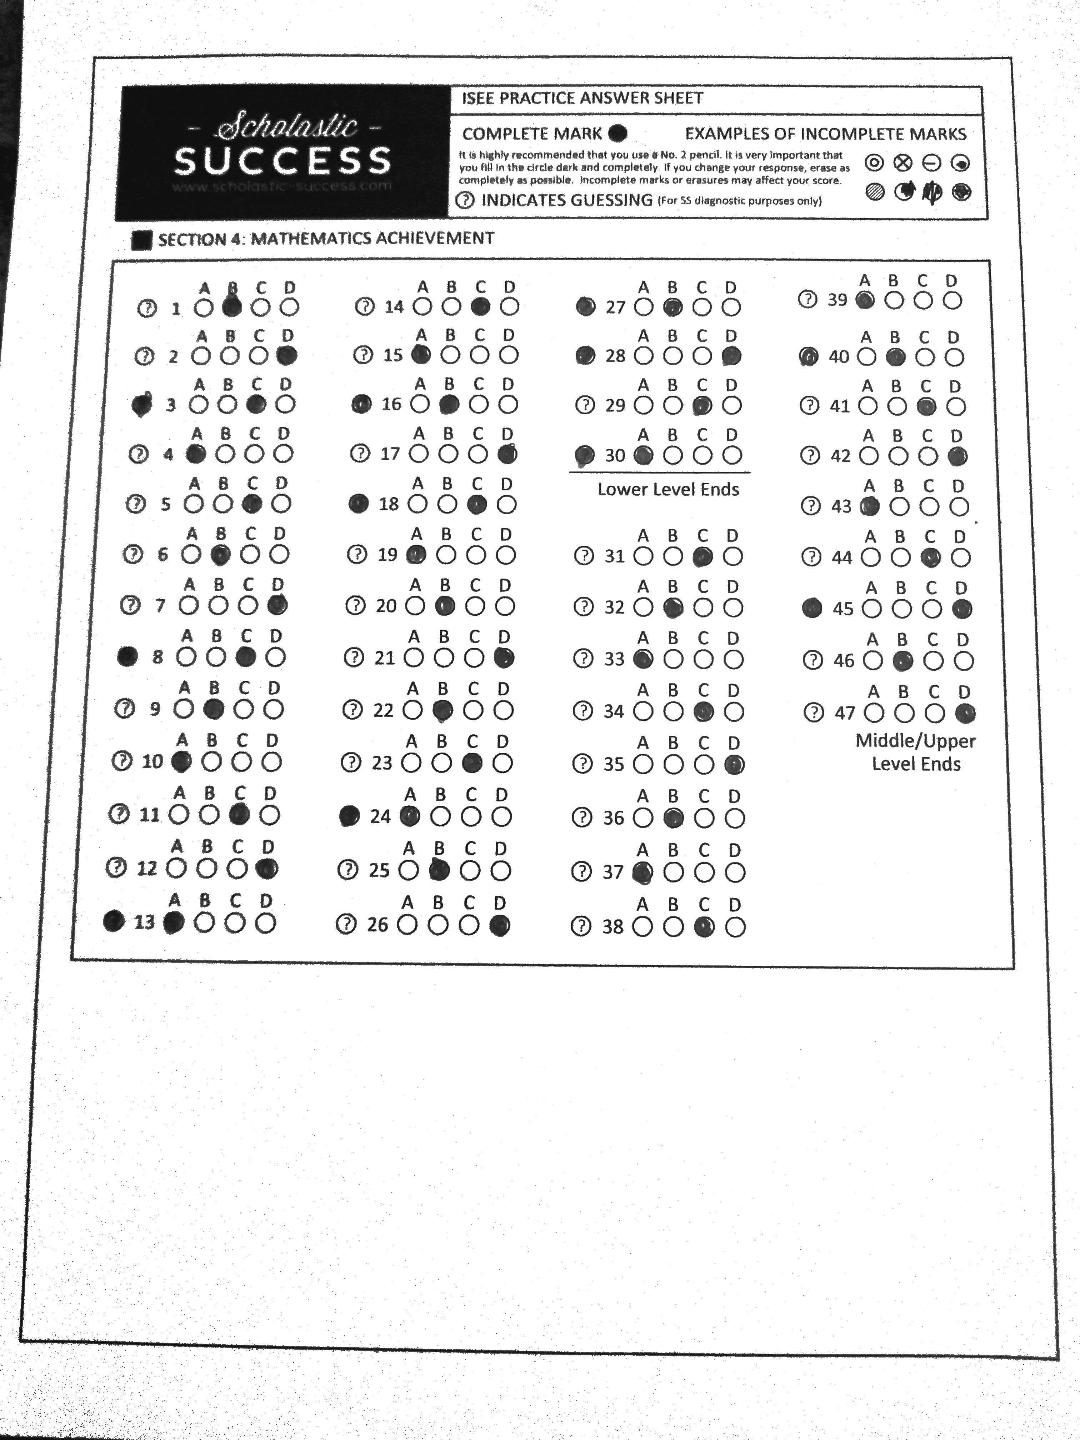 - Scholastic -
SUCCESS
www.scholastic-success.com
ISEE PRACTICE ANSWER SHEET
COMPLETE MARK EXAMPLES OF INCOMPLETE MARKS
It is highly recommended that you use a No. 2 pencil. It is very important that
you fill in the circle dark and completely. If you change your response, erase as
completely as possible. Incomplete marks or erasures may affect your score.
? INDICATES GUESSING (For SS diagnostic purposes only)
SECTION 4: MATHEMATICS ACHIEVEMENT
A B C D
? 1
A B C D
? 2
A B C D
3
A B C D
? 4
A B C D
? 5
A B C D
? 6
A B C D
? 7
A B C D
8
A B C D
? 9
A B C D
? 10
A B C D
? 11
A B C D
? 12
A B C D
13
A B C D
? 14
A B C D
? 15
A B C D
16
A B C D
? 17
A B C D
18
A B C D
? 19
A B C D
? 20
A B C D
? 21
A B C D
? 22
A B C D
? 23
A B C D
24
A B C D
? 25
A B C D
? 26
A B C D
27
A B C D
28
A B C D
? 29
A B C D
30
Lower Level Ends
A B C D
? 31
A B C D
? 32
A B C D
? 33
A B C D
? 34
A B C D
? 35
A B C D
? 36
A B C D
? 37
A B C D
? 38
A B C D
? 39
A B C D
? 40
A B C D
? 41
A B C D
? 42
A B C D
? 43
A B C D
? 44
A B C D
45
A B C D
? 46
A B C D
? 47
Middle/Upper
Level Ends